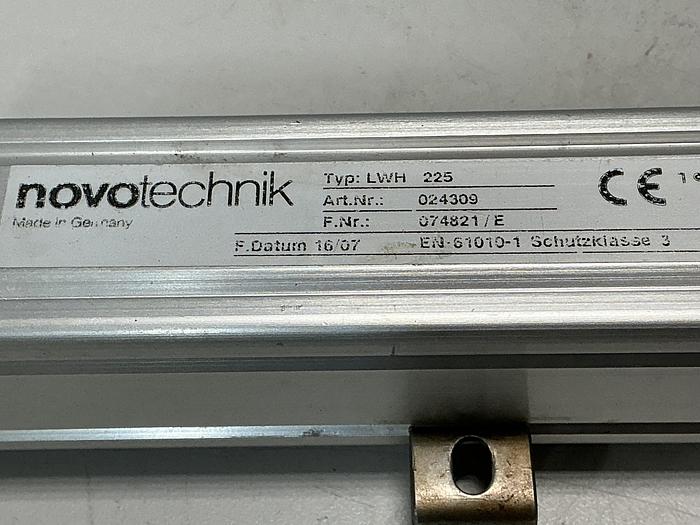 novotechnik
Made in Germany
Typ: LWH 225
Art.Nr.: 024309
F.Nr.: 074821/E
F.Datum 16/07 EN-61010-1 Schutzklasse 3
CE